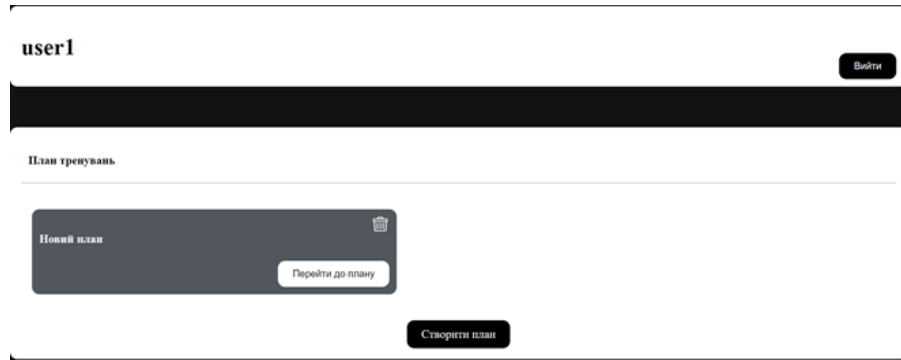 user1
Вийти
План тренувань
Новий план
Перейти до плану
Створити план